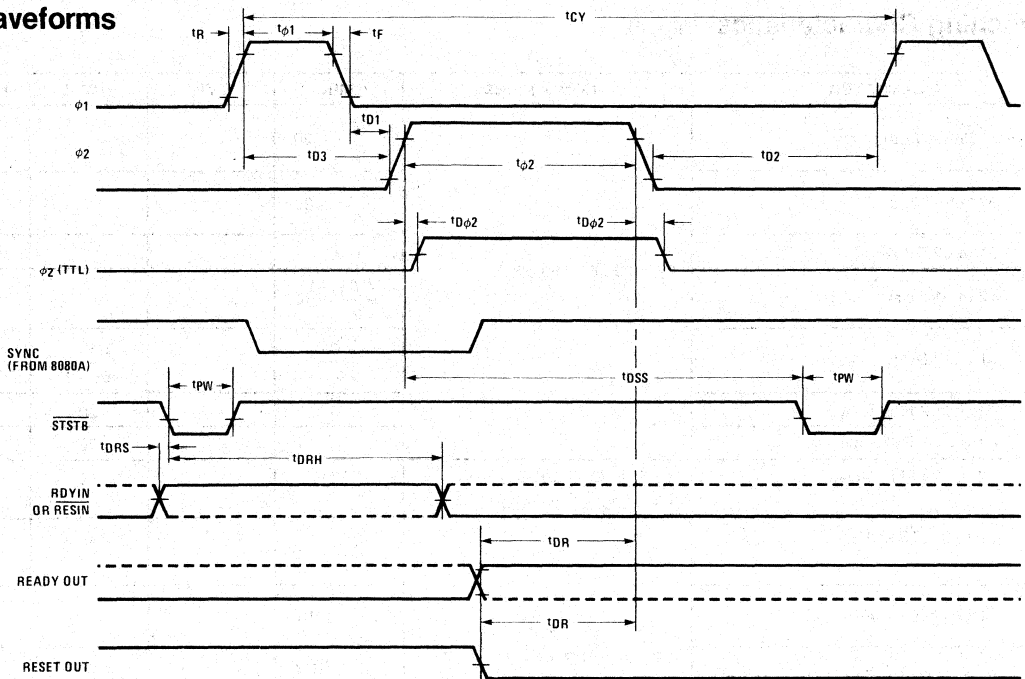 aveforms
tCY
tR
tϕ1
tF
ϕ1
tD1
ϕ2
tD3
tϕ2
tD2
tDϕ2
tDϕ2
ϕ2 (TTL)
SYNC
(FROM 8080A)
tDSS
tPW
tPW
STSTB
tDRS
tDRH
RDYIN
OR RESIN
tDR
READY OUT
tDR
RESET OUT